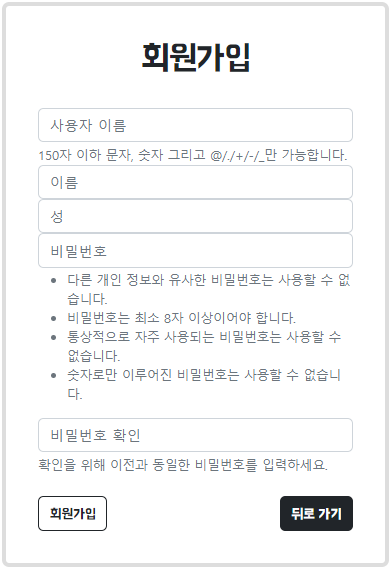 회원가입
사용자 이름
150자 이하 문자, 숫자 그리고 @/./+/-/_만 가능합니다.
이름
성
비밀번호
• 다른 개인 정보와 유사한 비밀번호는 사용할 수 없
습니다.
• 비밀번호는 최소 8자 이상이어야 합니다.
• 통상적으로 자주 사용되는 비밀번호는 사용할 수
없습니다.
• 숫자로만 이루어진 비밀번호는 사용할 수 없습니
다.
비밀번호 확인
확인을 위해 이전과 동일한 비밀번호를 입력하세요.
회원가입 뒤로 가기